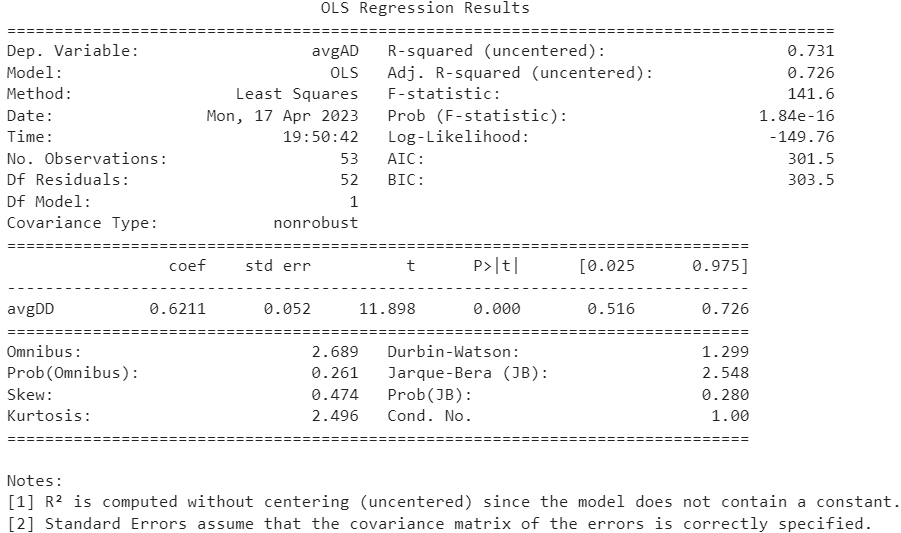 OLS Regression Results
==============================================================================
Dep. Variable: avgAD R-squared (uncentered): 0.731
Model: OLS Adj. R-squared (uncentered): 0.726
Method: Least Squares F-statistic: 141.6
Date: Mon, 17 Apr 2023 Prob (F-statistic): 1.84e-16
Time: 19:50:42 Log-Likelihood: -149.76
No. Observations: 53 AIC: 301.5
Df Residuals: 52 BIC: 303.5
Df Model: 1
Covariance Type: nonrobust
==============================================================================
coef std err t P>|t| [0.025 0.975]
------------------------------------------------------------------------------
avgDD 0.6211 0.052 11.898 0.000 0.516 0.726
==============================================================================
Omnibus: 2.689 Durbin-Watson: 1.299
Prob(Omnibus): 0.261 Jarque-Bera (JB): 2.548
Skew: 0.474 Prob(JB): 0.280
Kurtosis: 2.496 Cond. No. 1.00
==============================================================================
Notes:
[1] R² is computed without centering (uncentered) since the model does not contain a constant.
[2] Standard Errors assume that the covariance matrix of the errors is correctly specified.